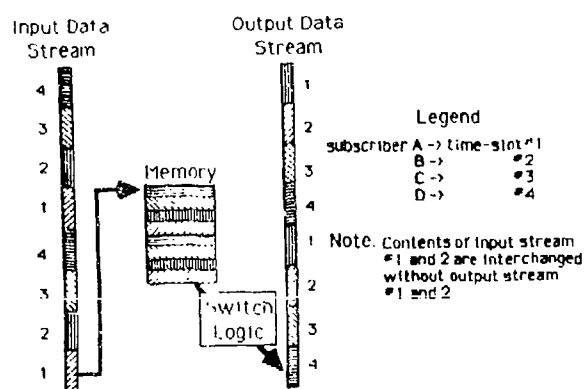 Input Data
Stream
4
3
2
1
4
3
2
1
Memory
Switch
Logic
Output Data
Stream
1
2
3
4
1
2
3
4
Legend
subscriber A -> time-slot #1
B -> #2
C -> #3
D -> #4
Note. Contents of Input stream
#1 and 2 are interchanged
without output stream
#1 and 2